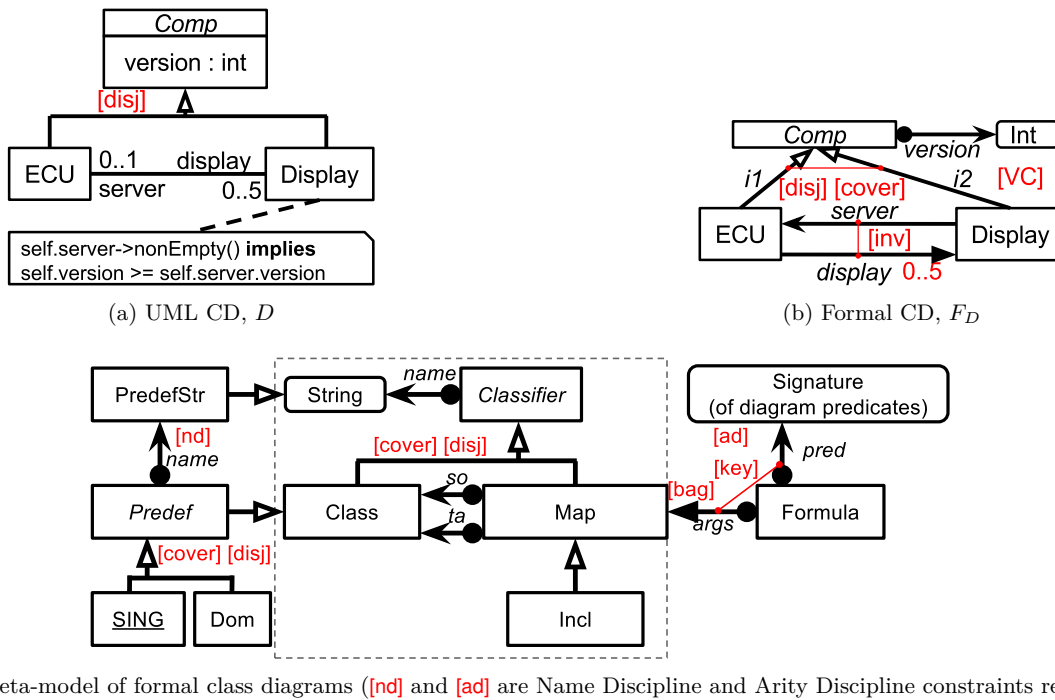 Comp
version : int
[disj]
ECU
0..1
display
server
0..5
Display
self.server->nonEmpty() implies
self.version >= self.server.version
(a) UML CD, D
Comp
version
Int
i1
[disj] [cover]
i2
[VC]
ECU
server
[inv]
Display
display
0..5
(b) Formal CD, F_D
PredefStr
String
name
Classifier
Signature
(of diagram predicates)
[nd]
name
[cover] [disj]
[ad]
pred
[key]
Predef
Class
so
ta
Map
[bag]
args
Formula
[cover] [disj]
SING
Dom
Incl
eta-model of formal class diagrams ([nd] and [ad] are Name Discipline and Arity Discipline constraints re